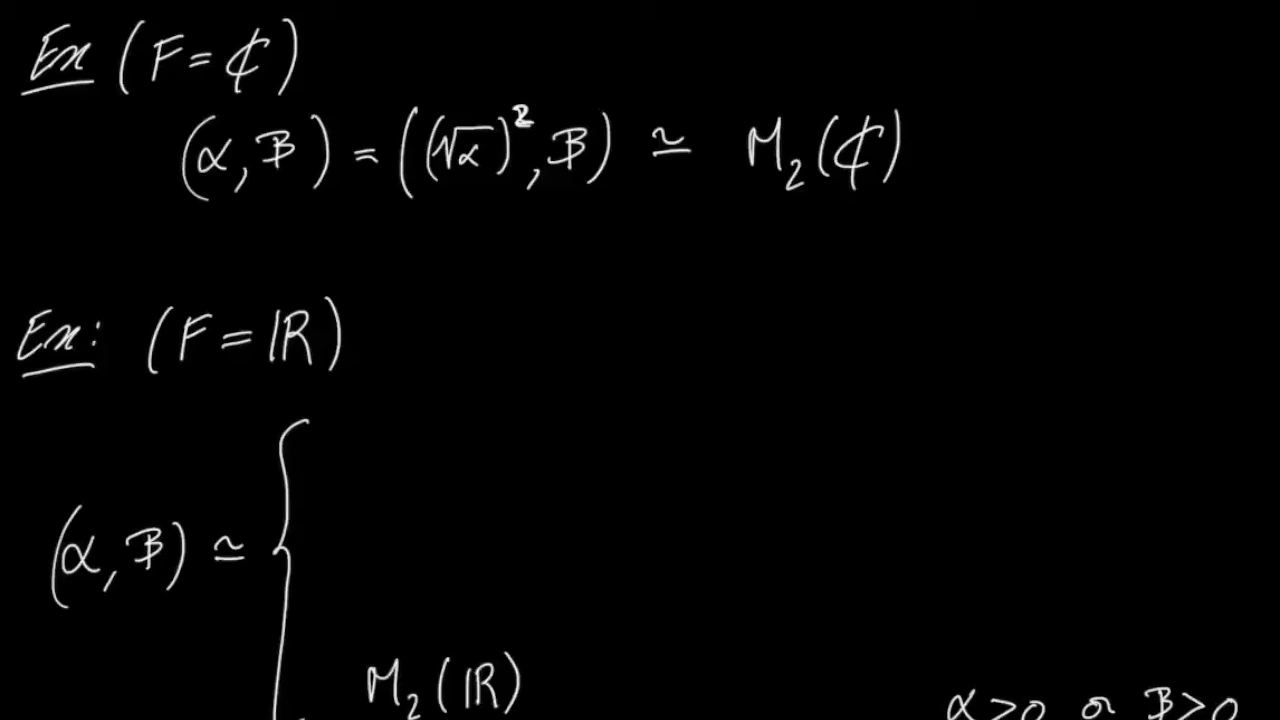 Ex (F = ℂ)
(α, β) = ((√α)², β) ≃ M₂(ℂ)
Ex: (F = ℝ)
(α, β) ≃ {
M₂(ℝ) α > 0 or β > 0